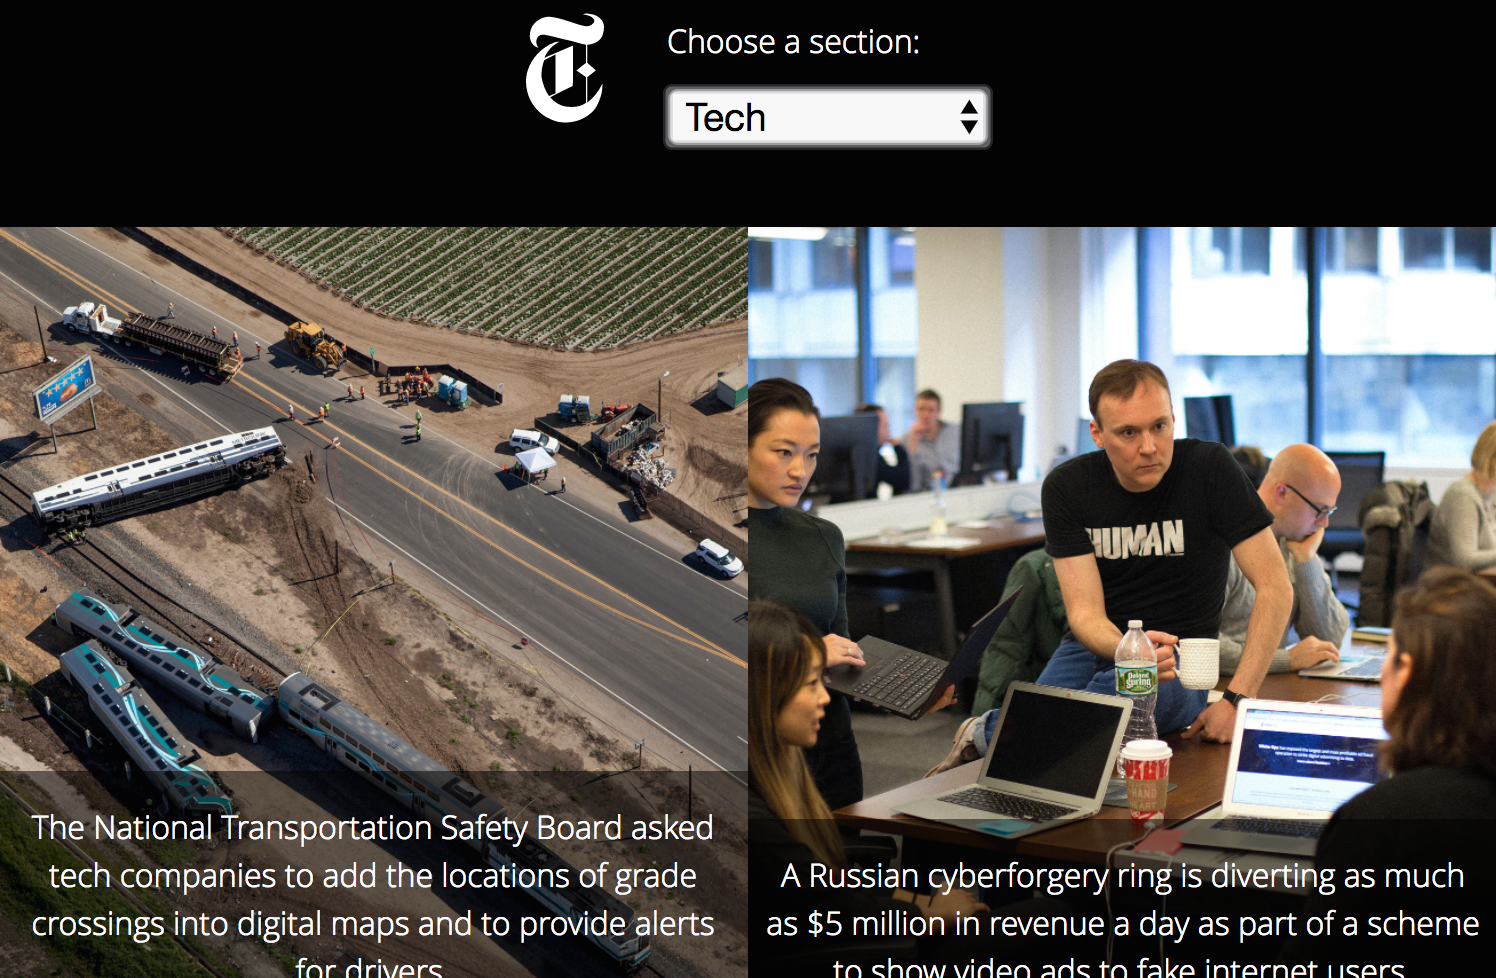 Choose a section:
Tech
HUMAN
Poland
Spring
The National Transportation Safety Board asked
tech companies to add the locations of grade
crossings into digital maps and to provide alerts
for drivers
A Russian cyberforgery ring is diverting as much
as $5 million in revenue a day as part of a scheme
to show video ads to fake internet users